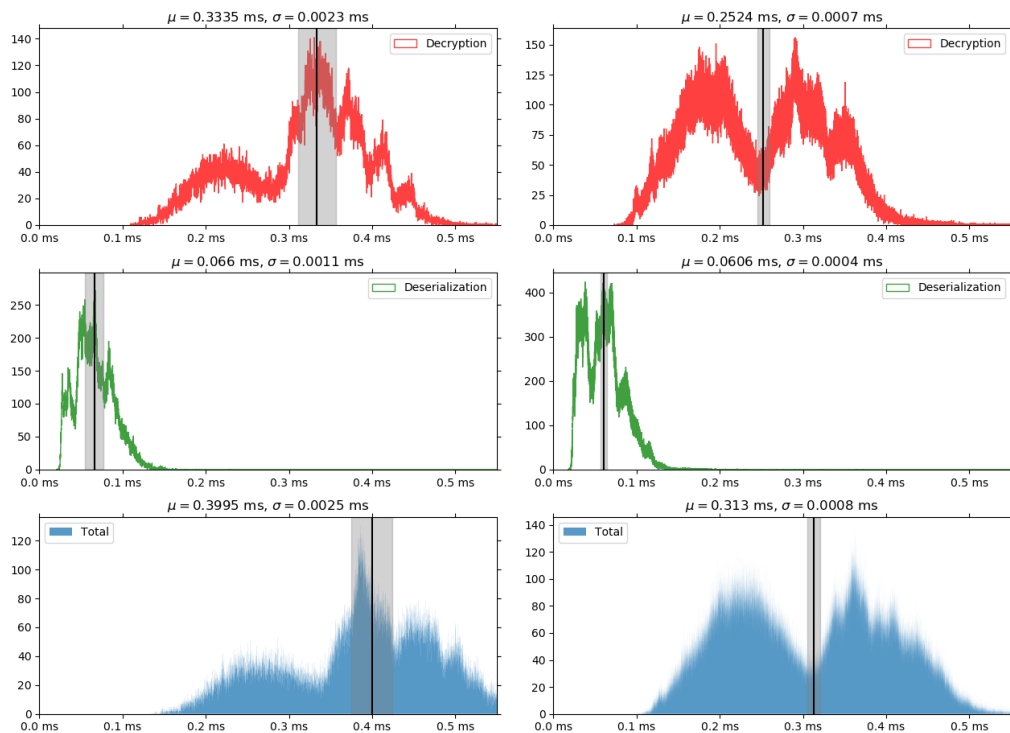 μ = 0.3335 ms, σ = 0.0023 ms
140
120
100
80
60
40
20
0
Decryption
0.0 ms 0.1 ms 0.2 ms 0.3 ms 0.4 ms 0.5 ms
μ = 0.2524 ms, σ = 0.0007 ms
150
125
100
75
50
25
0
Decryption
0.0 ms 0.1 ms 0.2 ms 0.3 ms 0.4 ms 0.5 ms
μ = 0.066 ms, σ = 0.0011 ms
250
200
150
100
50
0
Deserialization
0.0 ms 0.1 ms 0.2 ms 0.3 ms 0.4 ms 0.5 ms
μ = 0.0606 ms, σ = 0.0004 ms
400
300
200
100
0
Deserialization
0.0 ms 0.1 ms 0.2 ms 0.3 ms 0.4 ms 0.5 ms
μ = 0.3995 ms, σ = 0.0025 ms
120
100
80
60
40
20
0
Total
0.0 ms 0.1 ms 0.2 ms 0.3 ms 0.4 ms 0.5 ms
μ = 0.313 ms, σ = 0.0008 ms
140
120
100
80
60
40
20
0
Total
0.0 ms 0.1 ms 0.2 ms 0.3 ms 0.4 ms 0.5 ms